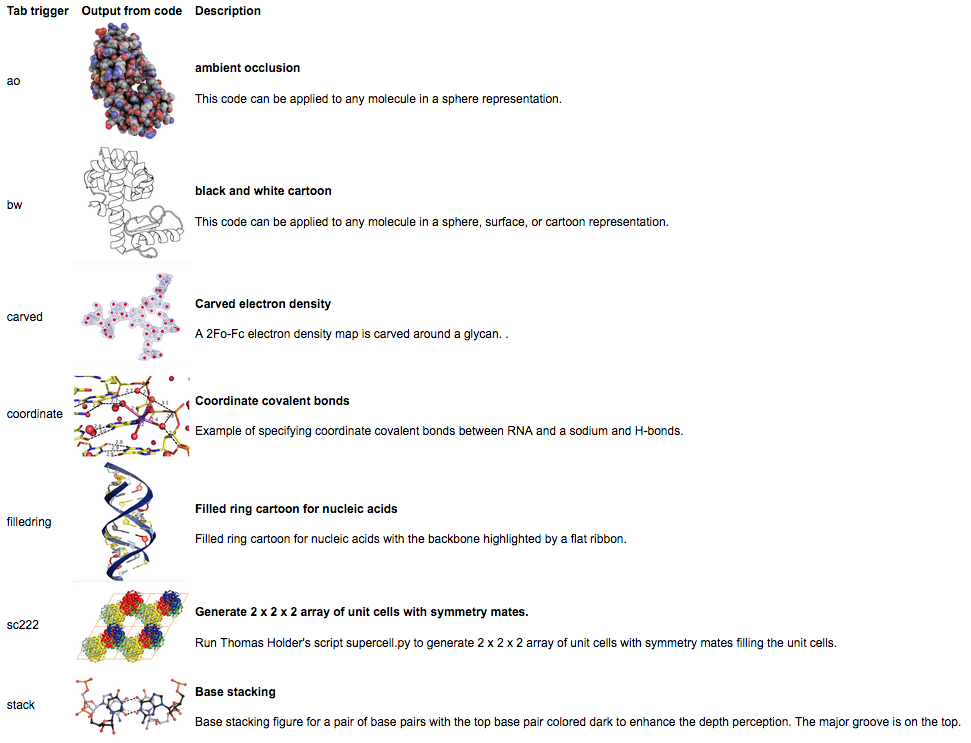 Tab trigger Output from code Description
ao
ambient occlusion
This code can be applied to any molecule in a sphere representation.
bw
black and white cartoon
This code can be applied to any molecule in a sphere, surface, or cartoon representation.
carved
Carved electron density
A 2Fo-Fc electron density map is carved around a glycan. .
coordinate
Coordinate covalent bonds
Example of specifying coordinate covalent bonds between RNA and a sodium and H-bonds.
filledring
Filled ring cartoon for nucleic acids
Filled ring cartoon for nucleic acids with the backbone highlighted by a flat ribbon.
sc222
Generate 2 x 2 x 2 array of unit cells with symmetry mates.
Run Thomas Holder's script supercell.py to generate 2 x 2 x 2 array of unit cells with symmetry mates filling the unit cells.
stack
Base stacking
Base stacking figure for a pair of base pairs with the top base pair colored dark to enhance the depth perception. The major groove is on the top.